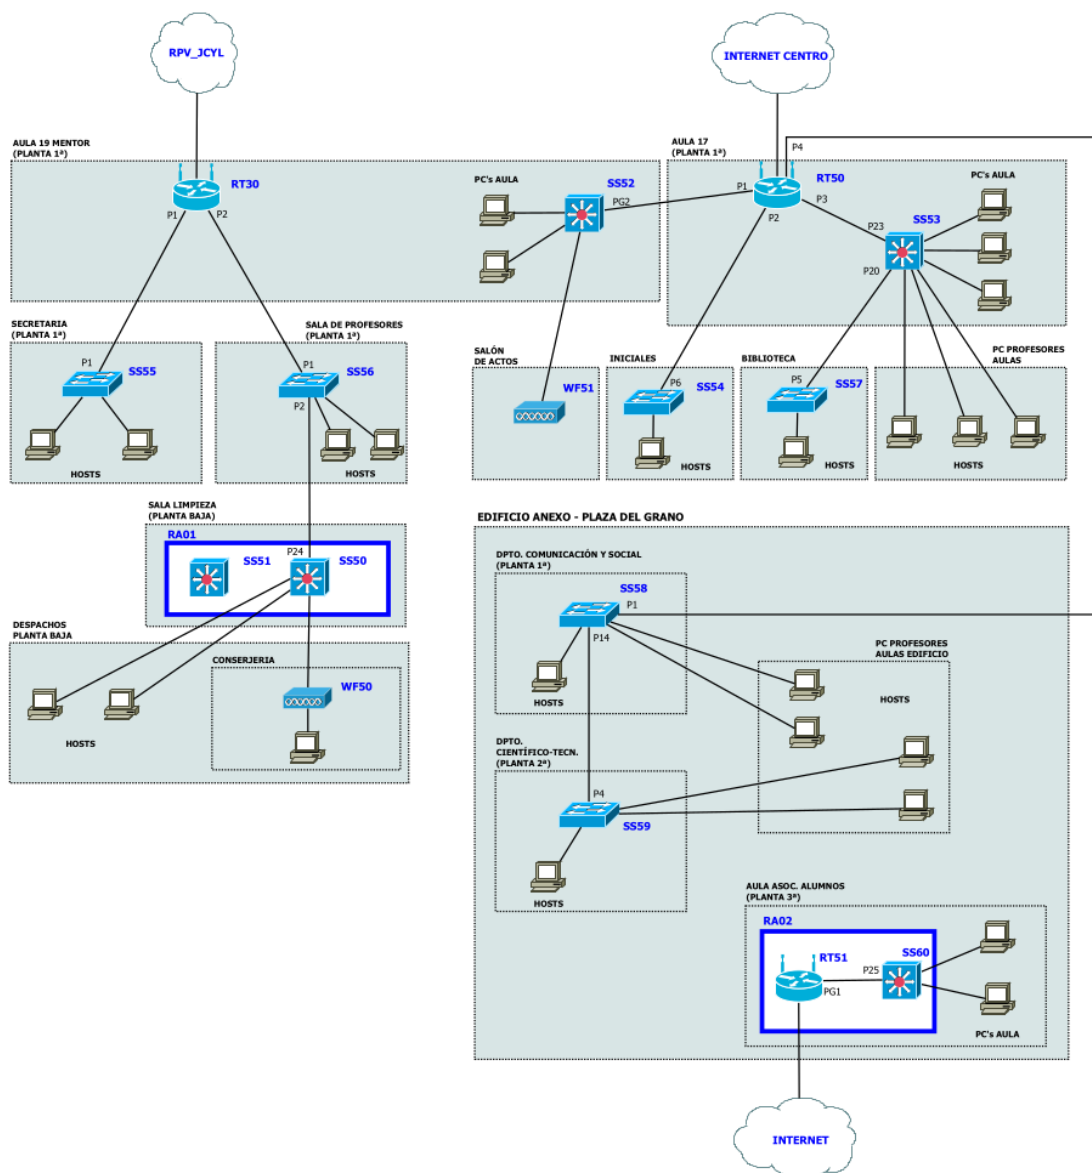 RPV_JCYL
INTERNET CENTRO
AULA 19 MENTOR
(PLANTA 1ª)
RT30
P1
P2
PC's AULA
SS52
PG2
AULA 17
(PLANTA 1ª)
P4
RT50
P1
P2
P3
PC's AULA
P23
SS53
P20
SECRETARIA
(PLANTA 1ª)
P1
SS55
HOSTS
SALA DE PROFESORES
(PLANTA 1ª)
P1
SS56
P2
HOSTS
SALÓN
DE ACTOS
WF51
INICIALES
P6
SS54
HOSTS
BIBLIOTECA
P5
SS57
HOSTS
PC PROFESORES
AULAS
HOSTS
SALA LIMPIEZA
(PLANTA BAJA)
RA01
SS51
P24
SS50
DESPACHOS
PLANTA BAJA
HOSTS
CONSERJERIA
WF50
EDIFICIO ANEXO - PLAZA DEL GRANO
DPTO. COMUNICACIÓN Y SOCIAL
(PLANTA 1ª)
SS58
P1
P14
HOSTS
PC PROFESORES
AULAS EDIFICIO
HOSTS
DPTO.
CIENTÍFICO-TECN.
(PLANTA 2ª)
P4
SS59
HOSTS
AULA ASOC. ALUMNOS
(PLANTA 3ª)
RA02
RT51
PG1
P25
SS60
PC's AULA
INTERNET